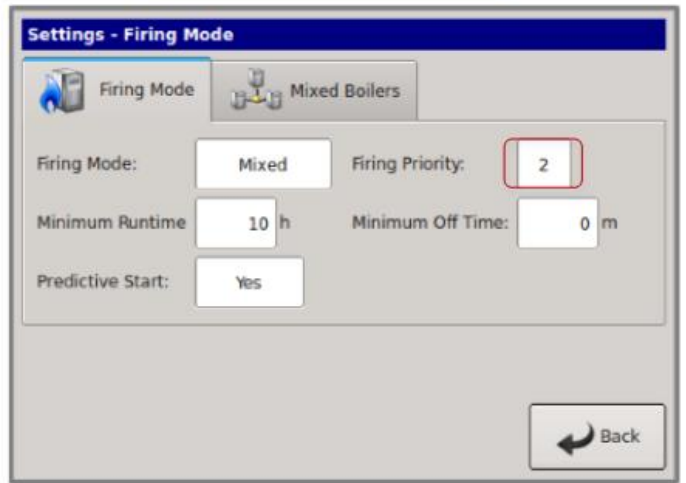 Settings - Firing Mode
Firing Mode
Mixed Boilers
Firing Mode: Mixed Firing Priority: 2
Minimum Runtime 10 h Minimum Off Time: 0 m
Predictive Start: Yes
Back